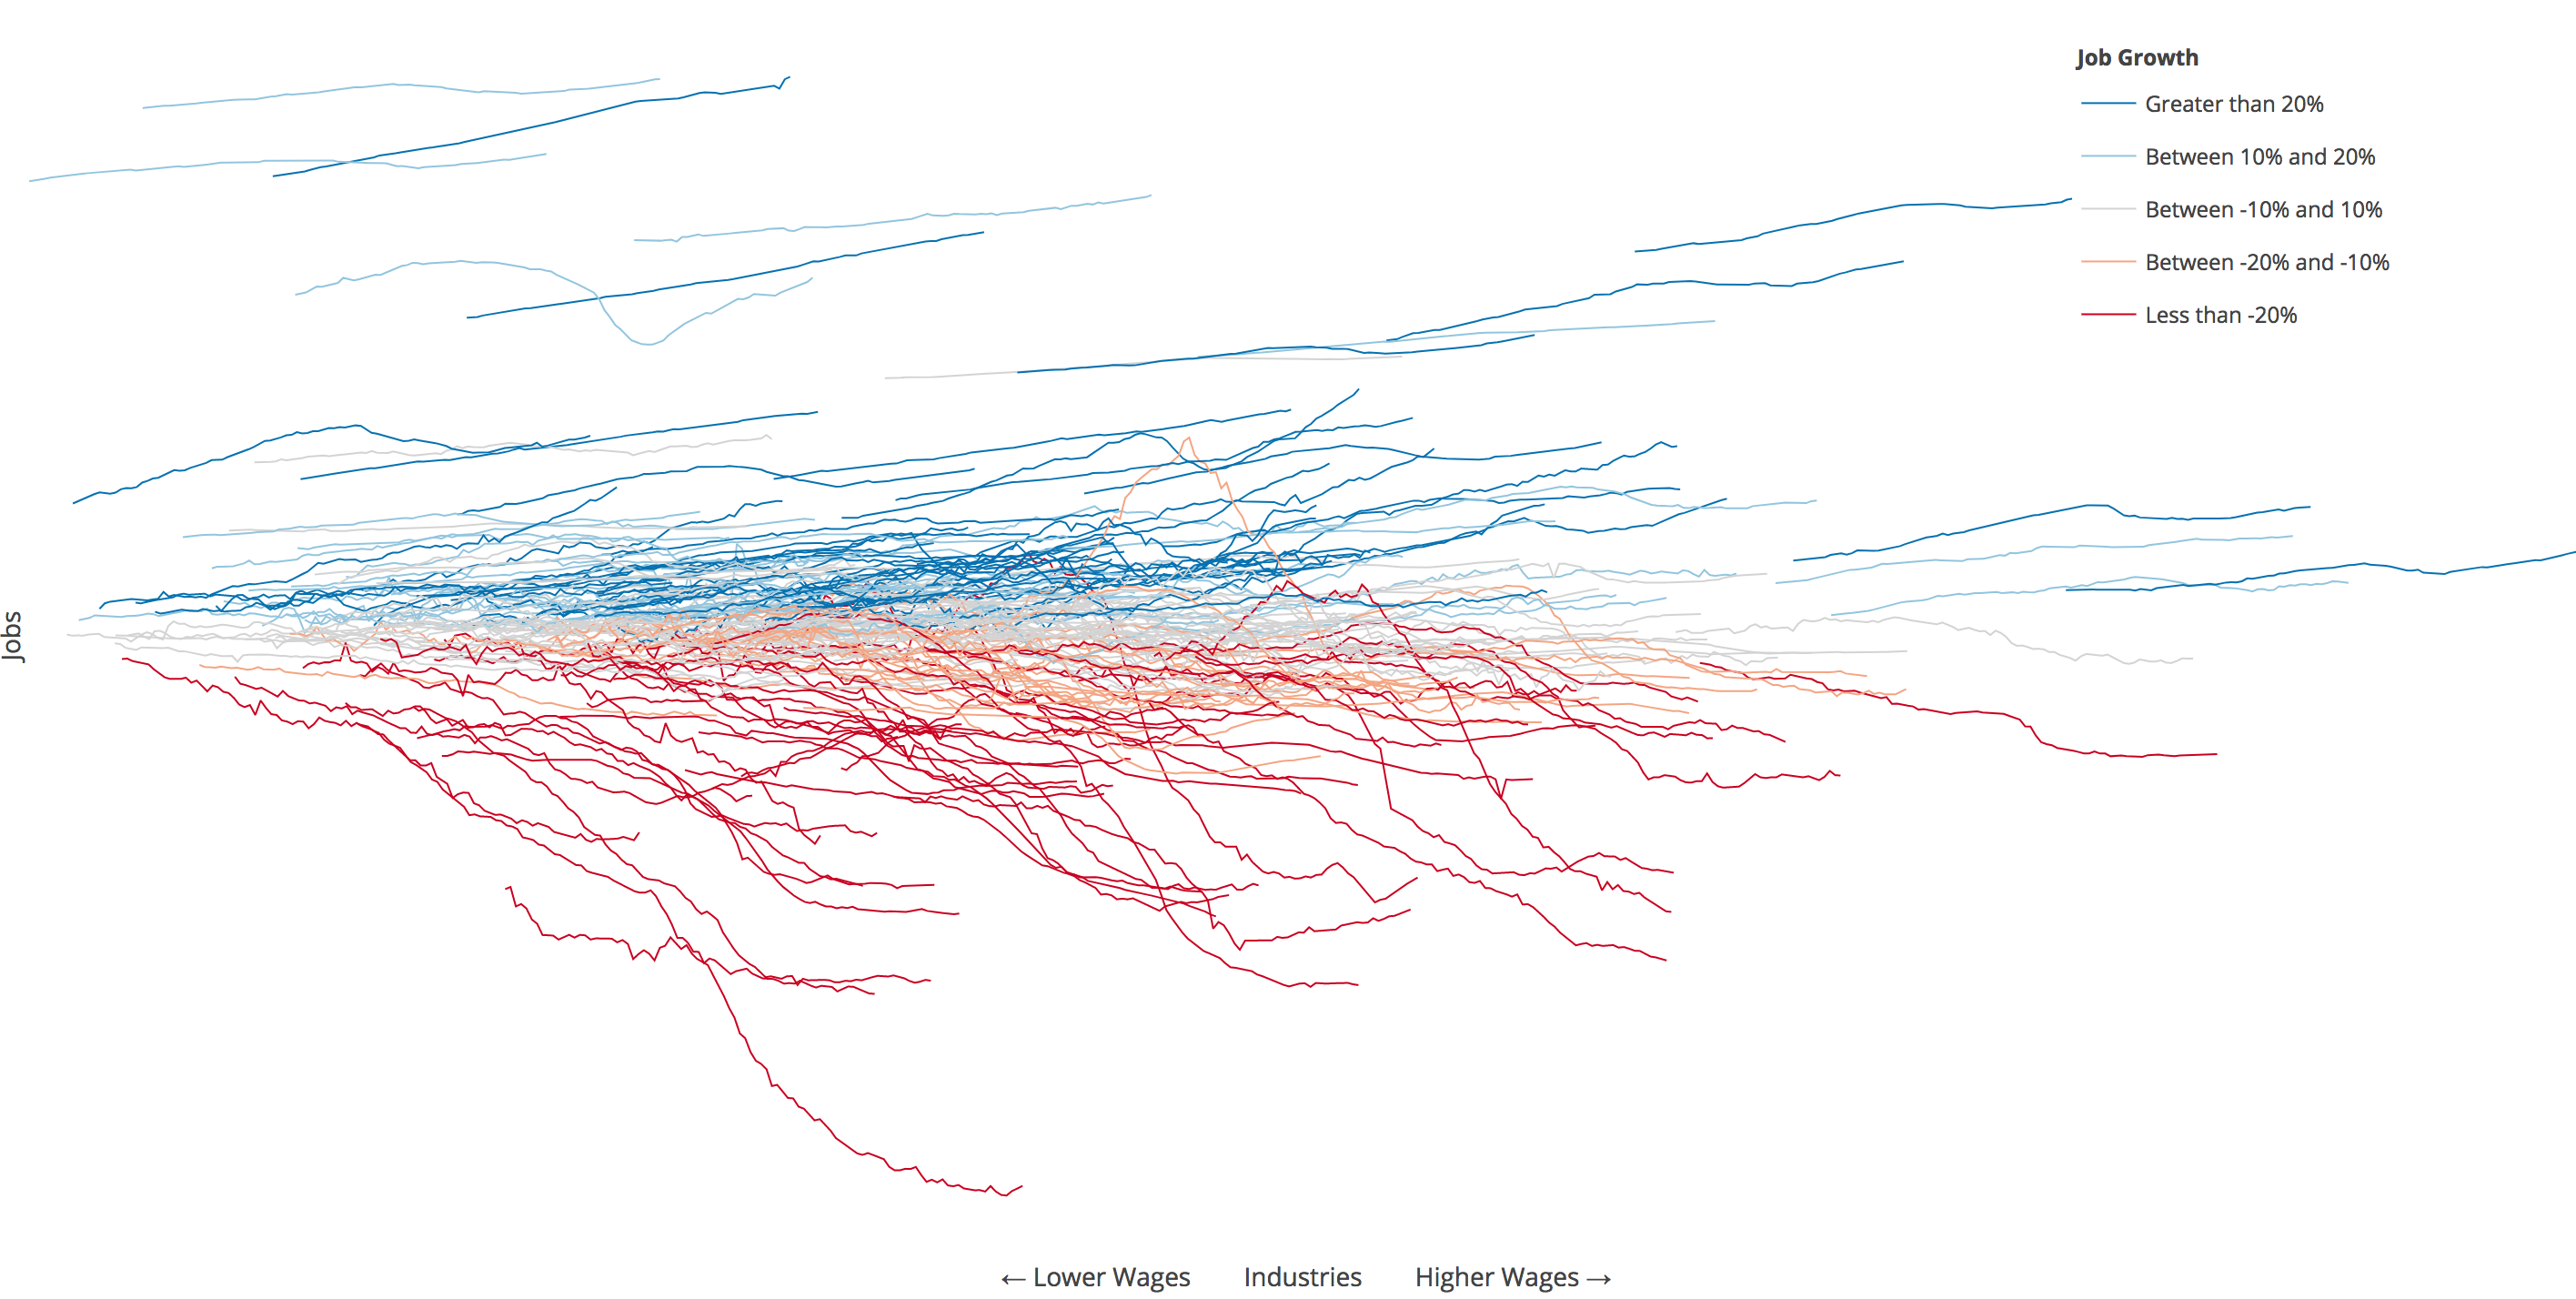 Job Growth
Greater than 20%
Between 10% and 20%
Between -10% and 10%
Between -20% and -10%
Less than -20%
Jobs
← Lower Wages Industries Higher Wages →